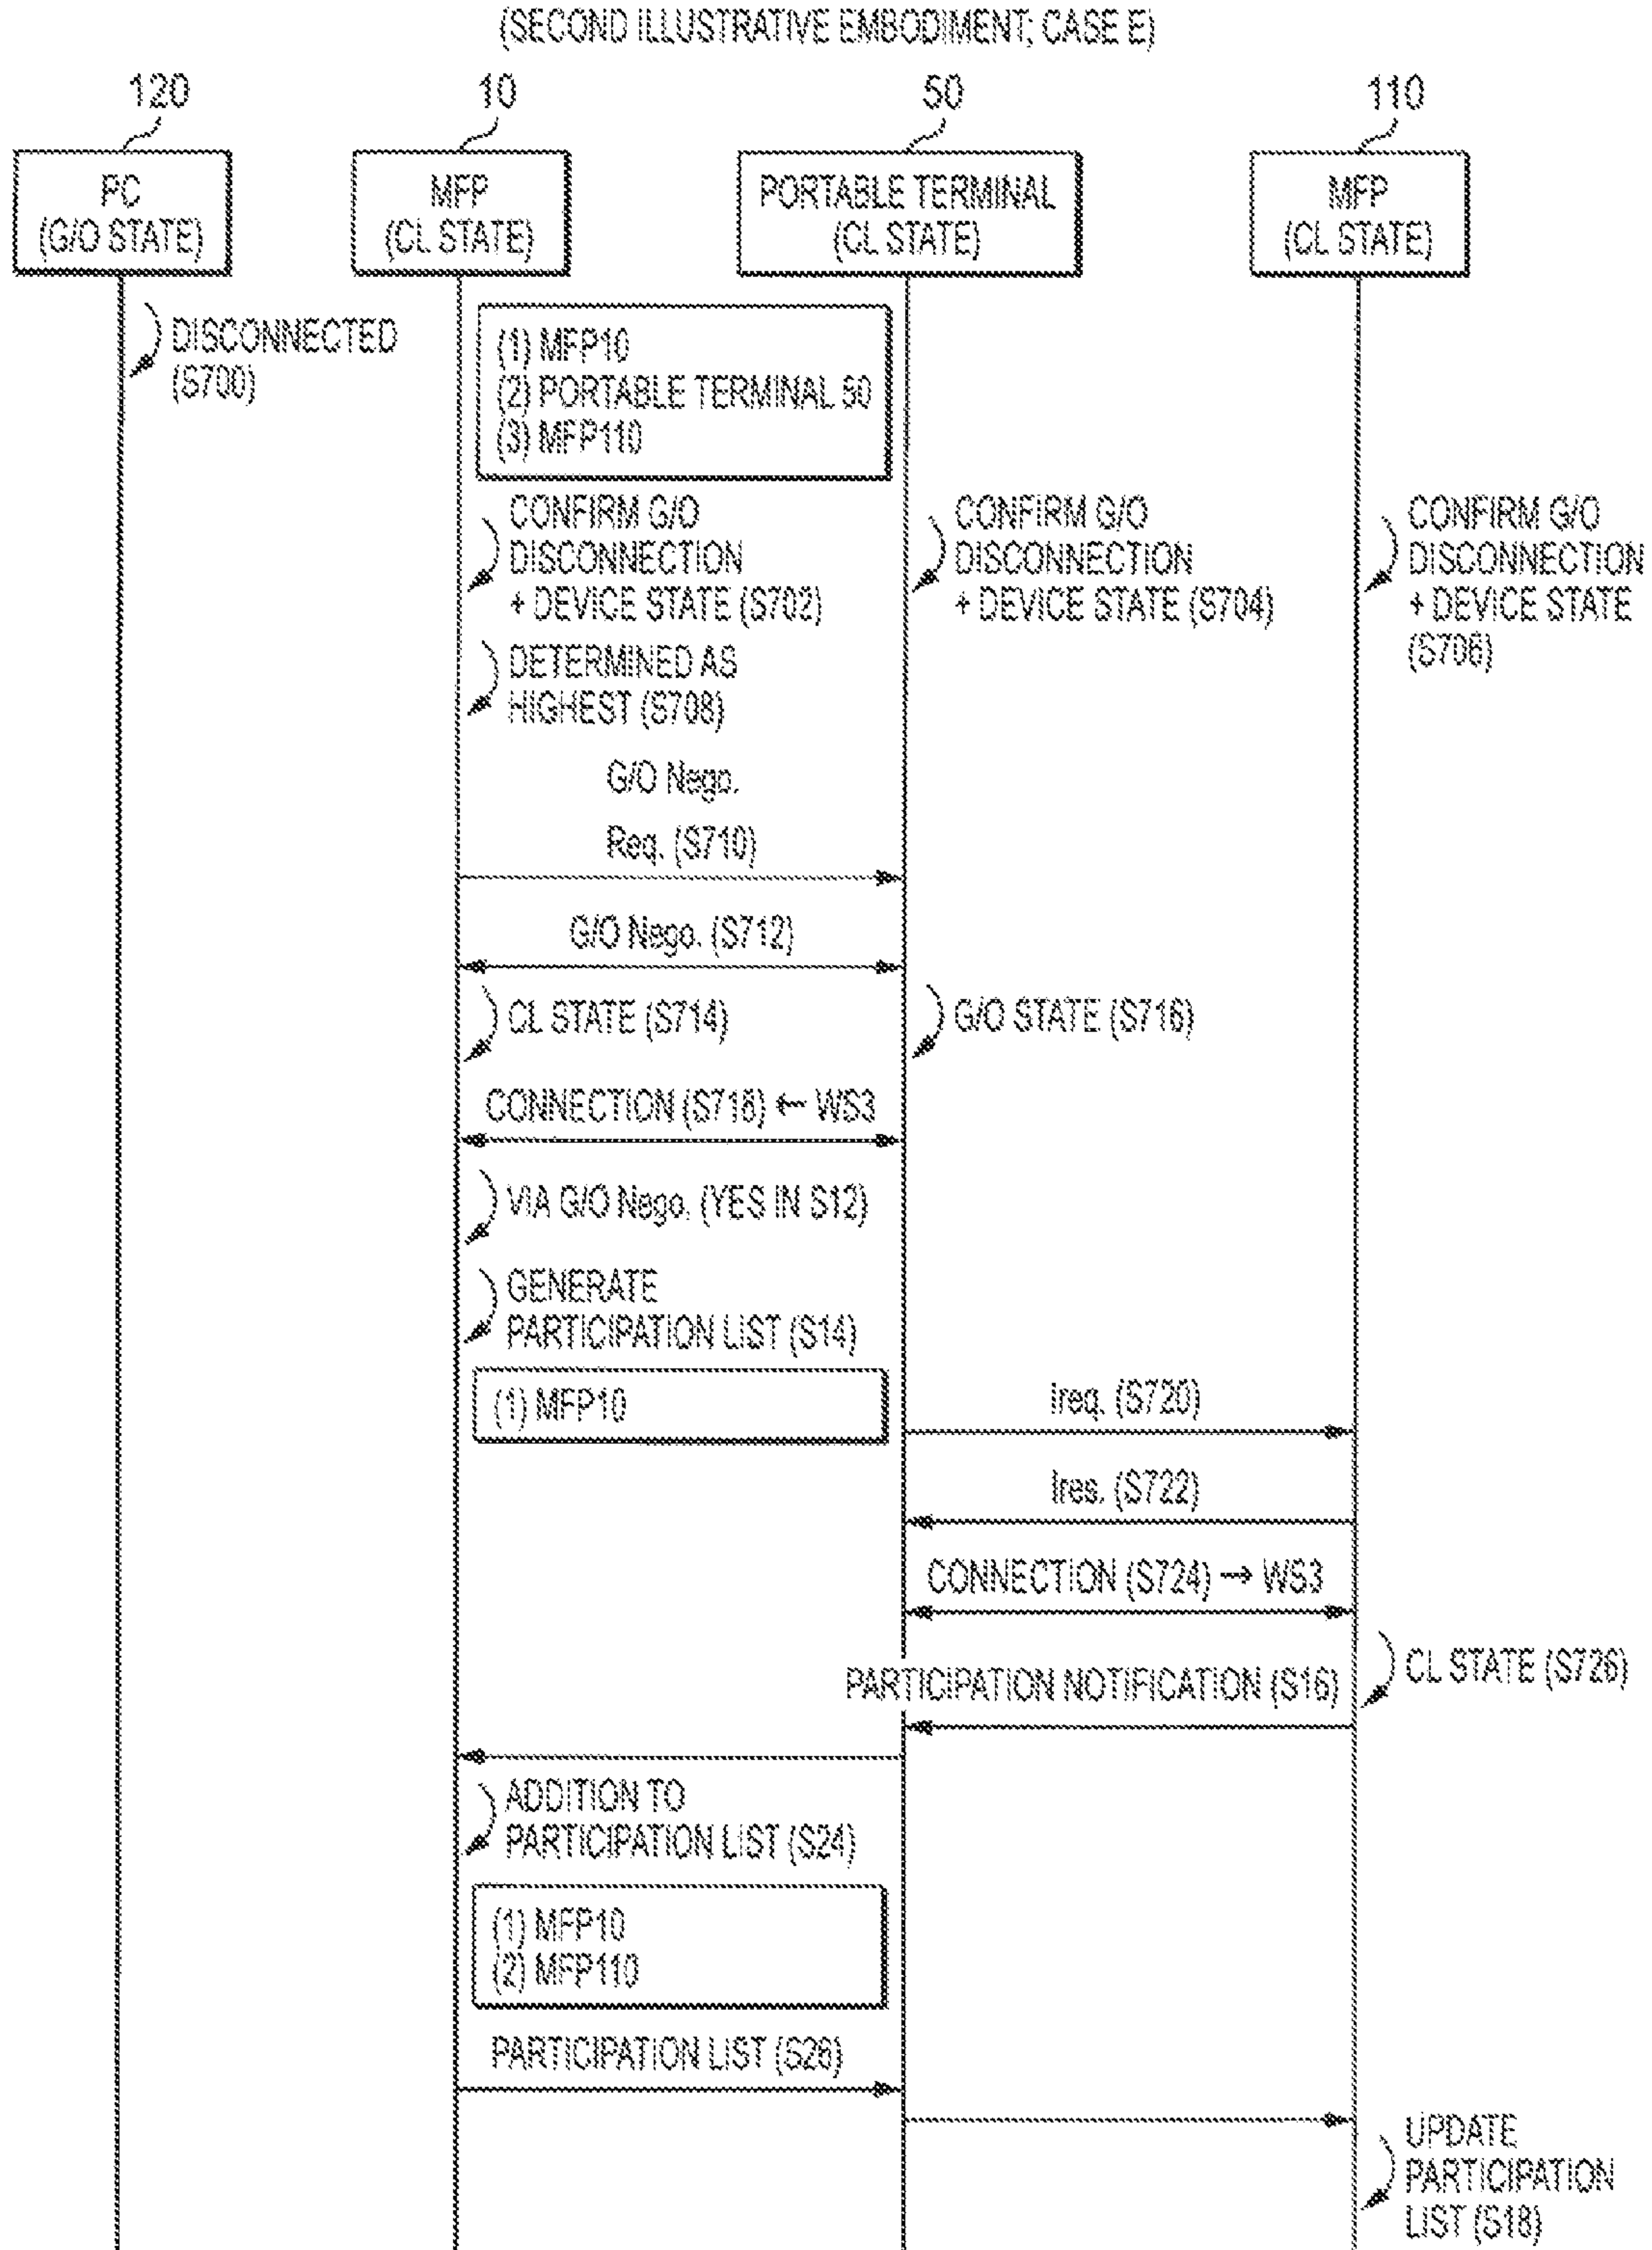 (SECOND ILLUSTRATIVE EMBODIMENT; CASE E)
120
10
50
110
PC
(G/O STATE)
MFP
(CL STATE)
PORTABLE TERMINAL
(CL STATE)
MFP
(CL STATE)
DISCONNECTED
(S700)
(1) MFP10
(2) PORTABLE TERMINAL 50
(3) MFP110
CONFIRM G/O
DISCONNECTION
+ DEVICE STATE (S702)
CONFIRM G/O
DISCONNECTION
+ DEVICE STATE (S704)
CONFIRM G/O
DISCONNECTION
+ DEVICE STATE
(S706)
DETERMINED AS
HIGHEST (S708)
G/O Nego.
Req. (S710)
G/O Nego. (S712)
CL STATE (S714)
G/O STATE (S716)
CONNECTION (S718) ← WS3
VIA G/O Nego. (YES IN S12)
GENERATE
PARTICIPATION LIST (S14)
(1) MFP10
Ireq. (S720)
Ires. (S722)
CONNECTION (S724) → WS3
CL STATE (S726)
PARTICIPATION NOTIFICATION (S16)
ADDITION TO
PARTICIPATION LIST (S24)
(1) MFP10
(2) MFP110
PARTICIPATION LIST (S26)
UPDATE
PARTICIPATION
LIST (S18)